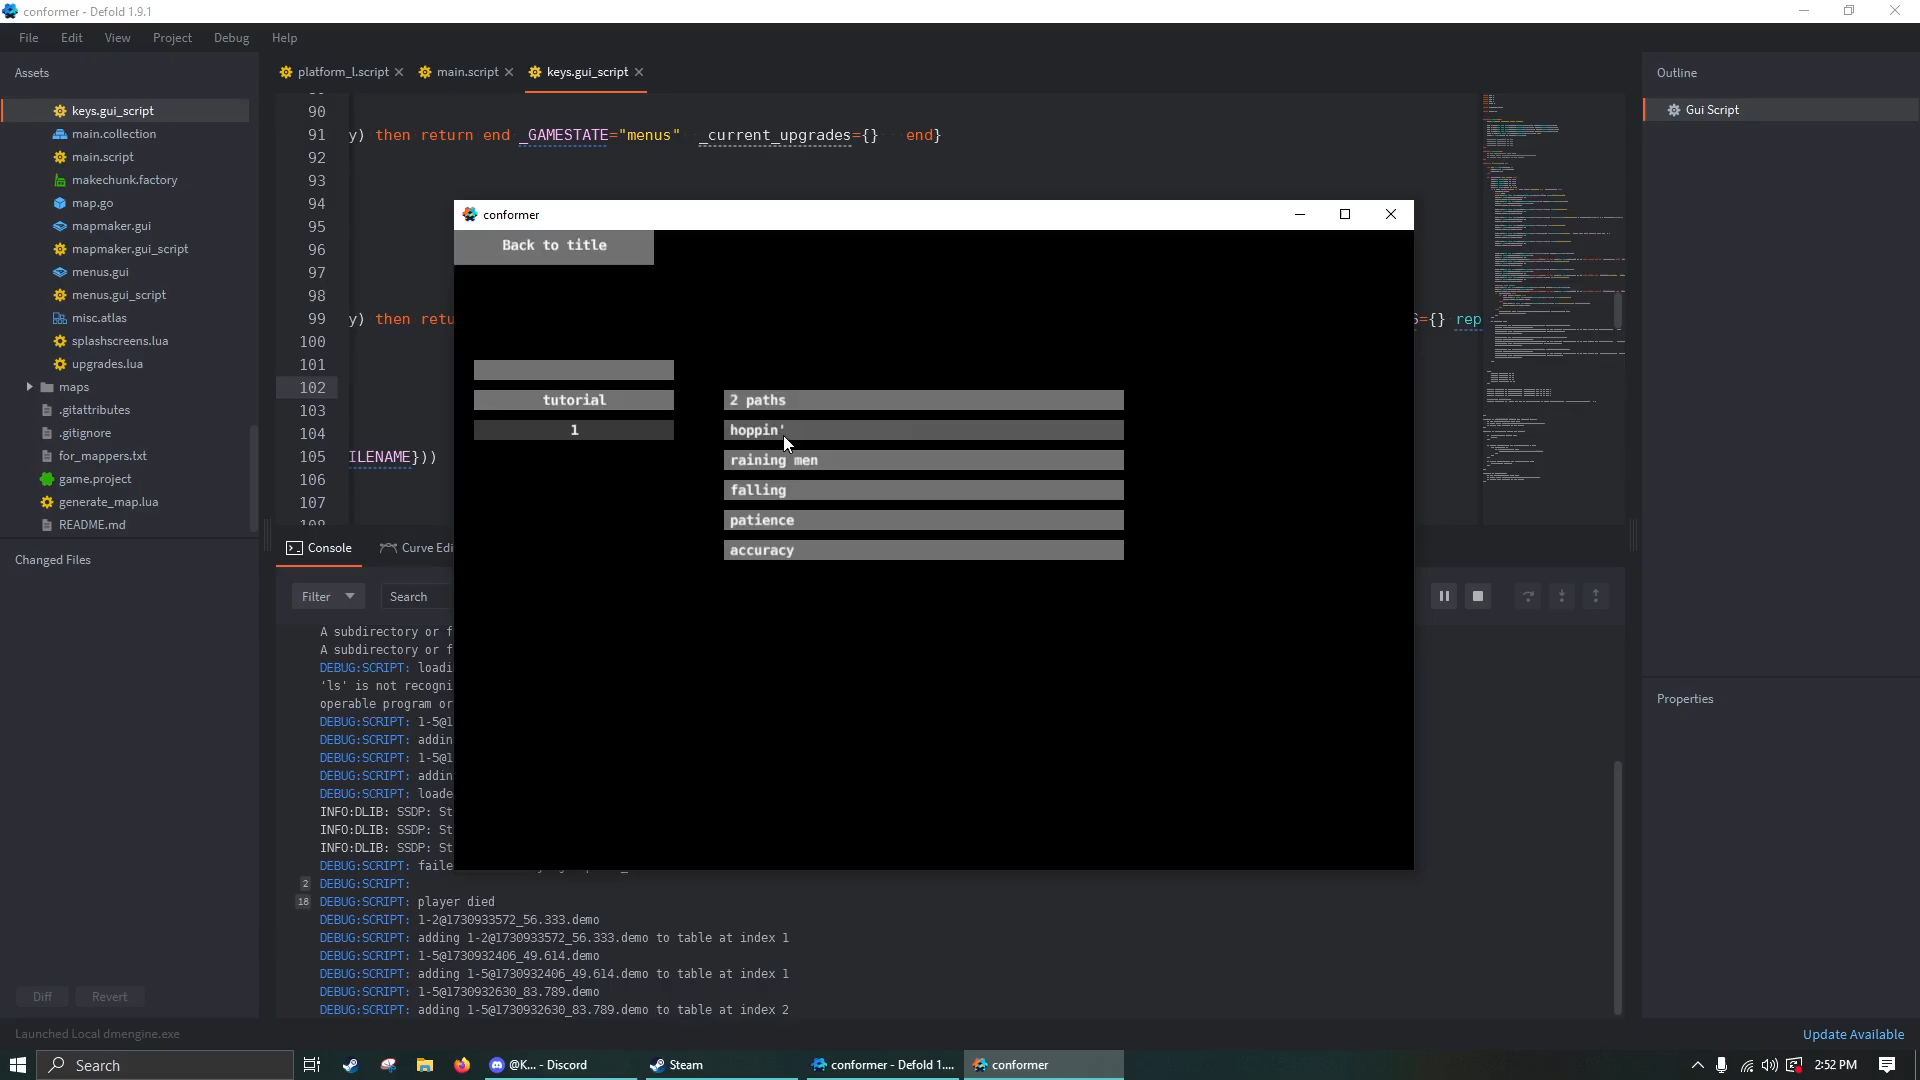 conformer - Defold 1.9.1
File Edit View Project Debug Help
Assets
keys.gui_script
main.collection
main.script
makechunk.factory
map.go
mapmaker.gui
mapmaker.gui_script
menus.gui
menus.gui_script
misc.atlas
splashscreens.lua
upgrades.lua
maps
.gitattributes
.gitignore
for_mappers.txt
game.project
generate_map.lua
README.md
Changed Files
Diff Revert
Launched Local dmengine.exe
platform_l.script main.script keys.gui_script
90
91 y) then return end _GAMESTATE="menus" _current_upgrades={} end}
92
93
94
95
96
97
98
99 y) then retu ={} rep
100
101
102
103
104
105 ILENAME}))
106
107
108
conformer
Back to title
tutorial
1
2 paths
hoppin'
raining men
falling
patience
accuracy
Console Curve Edi
Filter Search
A subdirectory or f
A subdirectory or f
DEBUG:SCRIPT: loadi
'ls' is not recogni
operable program or
DEBUG:SCRIPT: 1-5@1
DEBUG:SCRIPT: addin
DEBUG:SCRIPT: 1-5@1
DEBUG:SCRIPT: addin
DEBUG:SCRIPT: loade
INFO:DLIB: SSDP: St
INFO:DLIB: SSDP: St
INFO:DLIB: SSDP: St
DEBUG:SCRIPT: faile
2 DEBUG:SCRIPT:
18 DEBUG:SCRIPT: player died
DEBUG:SCRIPT: 1-2@1730933572_56.333.demo
DEBUG:SCRIPT: adding 1-2@1730933572_56.333.demo to table at index 1
DEBUG:SCRIPT: 1-5@1730932406_49.614.demo
DEBUG:SCRIPT: adding 1-5@1730932406_49.614.demo to table at index 1
DEBUG:SCRIPT: 1-5@1730932630_83.789.demo
DEBUG:SCRIPT: adding 1-5@1730932630_83.789.demo to table at index 2
Outline
Gui Script
Properties
Update Available
Search
@K... - Discord
Steam
conformer - Defold 1....
conformer
2:52 PM